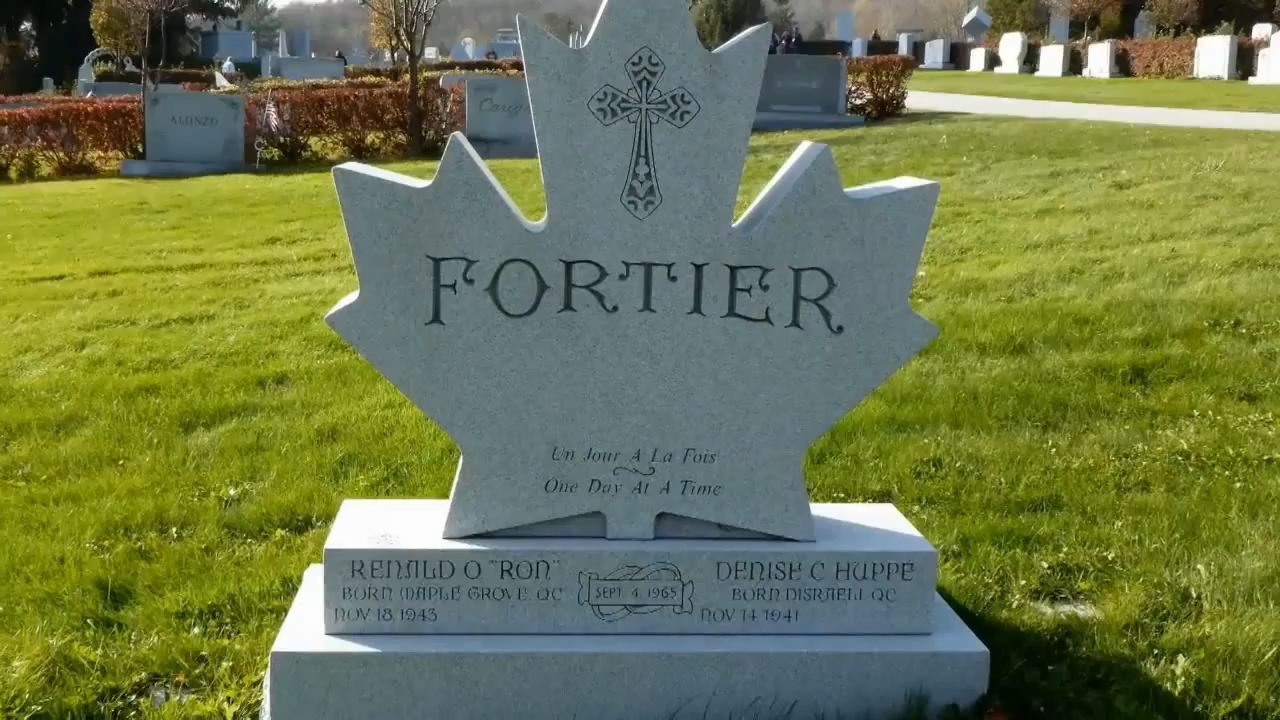 ALONZO
FORTIER
Un Jour A La Fois
One Day At A Time
RENALD O "RON"
BORN MAPLE GROVE QC
NOV 18, 1943
SEPT. 4, 1965
DENISE C HUPPÉ
BORN DISRAELI QC
NOV 14 1941